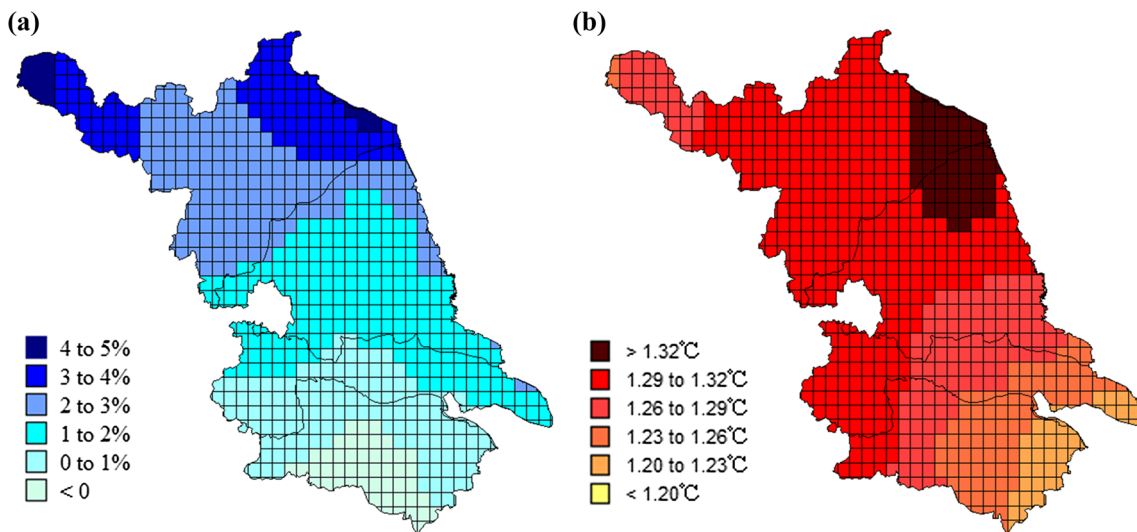 (a)
4 to 5%
3 to 4%
2 to 3%
1 to 2%
0 to 1%
< 0
(b)
> 1.32℃
1.29 to 1.32℃
1.26 to 1.29℃
1.23 to 1.26℃
1.20 to 1.23℃
< 1.20℃